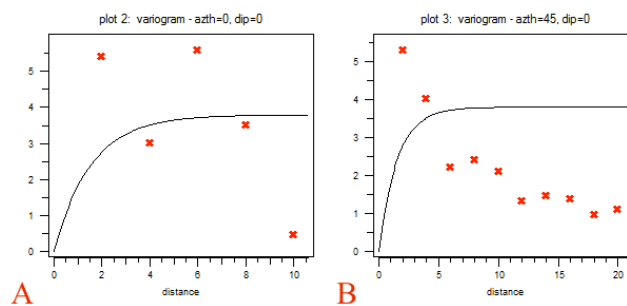 plot 2: variogram - azth=0, dip=0
5
4
3
2
1
0
0 2 4 6 8 10
distance
A
plot 3: variogram - azth=45, dip=0
5
4
3
2
1
0
0 5 10 15 20
distance
B